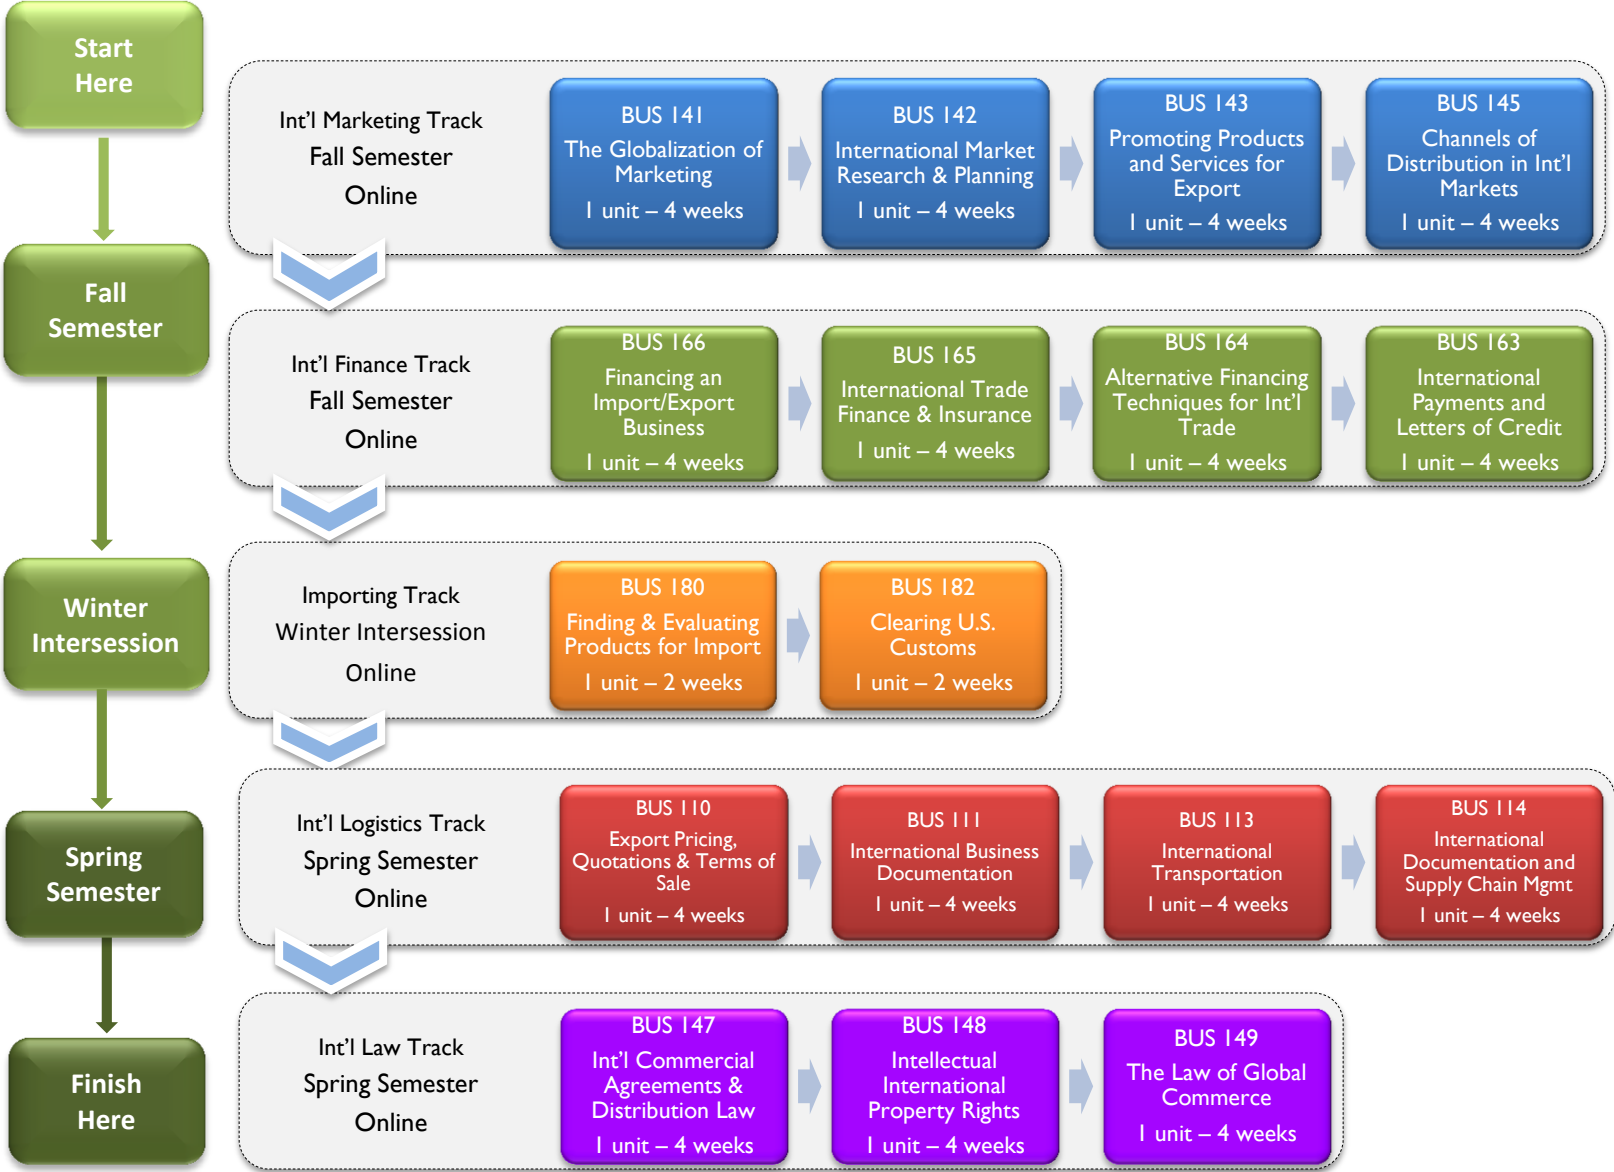 Start
Here
Fall
Semester
Winter
Intersession
Spring
Semester
Finish
Here
Int'l Marketing Track
Fall Semester
Online
BUS 141
The Globalization of
Marketing
1 unit – 4 weeks
BUS 142
International Market
Research & Planning
1 unit – 4 weeks
BUS 143
Promoting Products
and Services for
Export
1 unit – 4 weeks
BUS 145
Channels of
Distribution in Int'l
Markets
1 unit – 4 weeks
Int'l Finance Track
Fall Semester
Online
BUS 166
Financing an
Import/Export
Business
1 unit – 4 weeks
BUS 165
International Trade
Finance & Insurance
1 unit – 4 weeks
BUS 164
Alternative Financing
Techniques for Int'l
Trade
1 unit – 4 weeks
BUS 163
International
Payments and
Letters of Credit
1 unit – 4 weeks
Importing Track
Winter Intersession
Online
BUS 180
Finding & Evaluating
Products for Import
1 unit – 2 weeks
BUS 182
Clearing U.S.
Customs
1 unit – 2 weeks
Int'l Logistics Track
Spring Semester
Online
BUS 110
Export Pricing,
Quotations & Terms of
Sale
1 unit – 4 weeks
BUS 111
International Business
Documentation
1 unit – 4 weeks
BUS 113
International
Transportation
1 unit – 4 weeks
BUS 114
International
Documentation and
Supply Chain Mgmt
1 unit – 4 weeks
Int'l Law Track
Spring Semester
Online
BUS 147
Int'l Commercial
Agreements &
Distribution Law
1 unit – 4 weeks
BUS 148
Intellectual
International
Property Rights
1 unit – 4 weeks
BUS 149
The Law of Global
Commerce
1 unit – 4 weeks